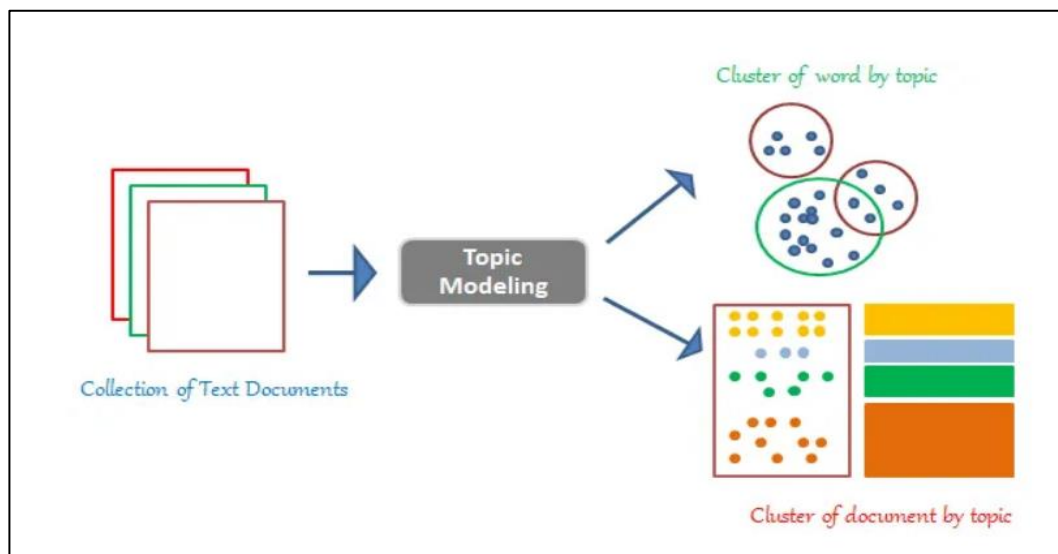 Cluster of word by topic
Topic
Modeling
Collection of Text Documents
Cluster of document by topic